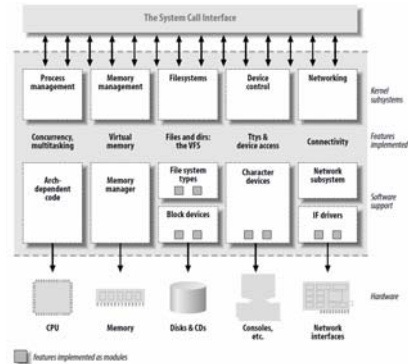 The System Call Interface
Process
management
Memory
management
Filesystems
Device
control
Networking
Kernel
subsystems
Concurrency,
multitasking
Virtual
memory
Files and dirs:
the VFS
Ttys &
device access
Connectivity
Features
implemented
Arch-
dependent
code
Memory
manager
File system
types
Block devices
Character
devices
Network
subsystem
IF drivers
Software
support
Hardware
CPU
Memory
Disks & CDs
Consoles,
etc.
Network
interfaces
features implemented as modules